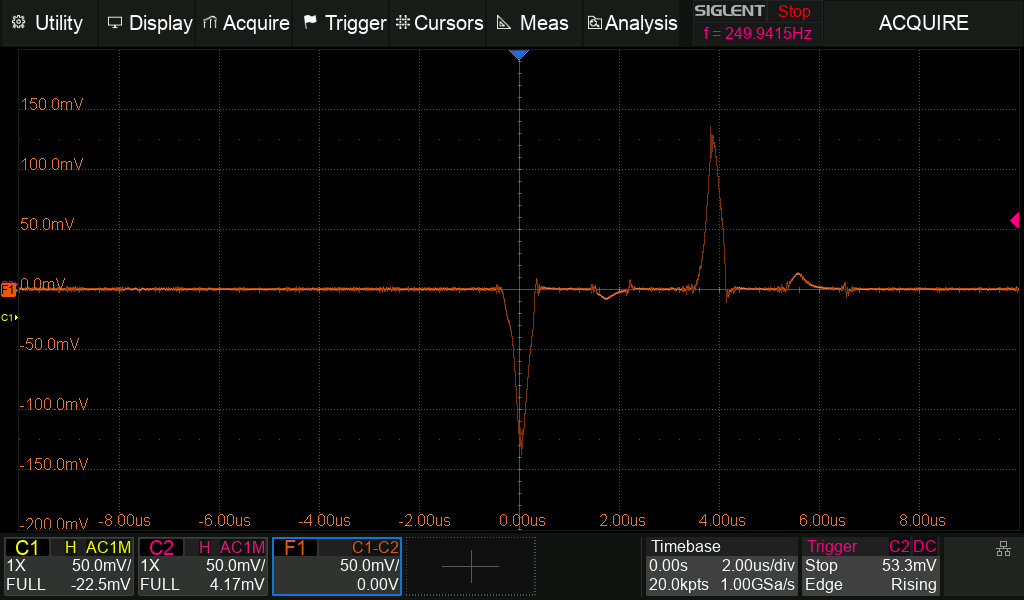 Utility Display Acquire Trigger Cursors Meas Analysis SIGLENT Stop ACQUIRE
f = 249.9415Hz
150.0mV
100.0mV
50.0mV
0.0mV
F1
C1
-50.0mV
-100.0mV
-150.0mV
-200.0mV -8.00us -6.00us -4.00us -2.00us 0.00us 2.00us 4.00us 6.00us 8.00us
C1 H AC1M C2 H AC1M F1 C1-C2 Timebase Trigger C2 DC
1X 50.0mV/ 1X 50.0mV/ 50.0mV/ 0.00s 2.00us/div Stop 53.3mV
FULL -22.5mV FULL 4.17mV 0.00V 20.0kpts 1.00GSa/s Edge Rising